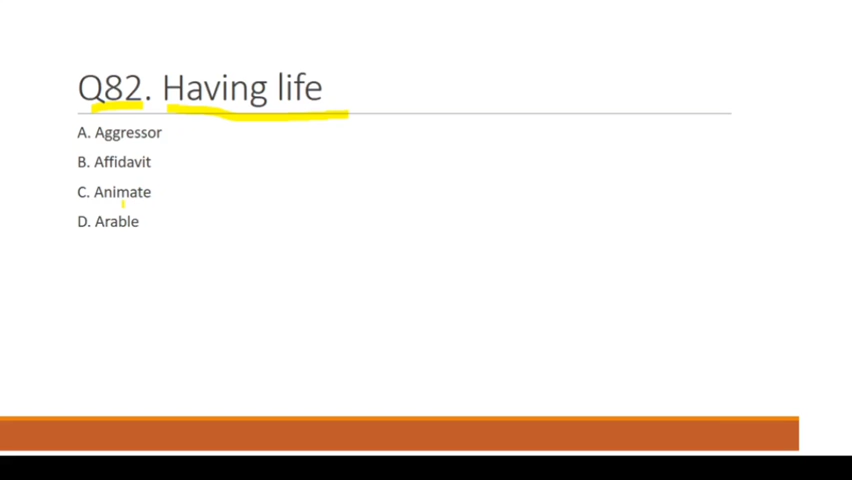 Q82. Having life
A. Aggressor
B. Affidavit
C. Animate
D. Arable